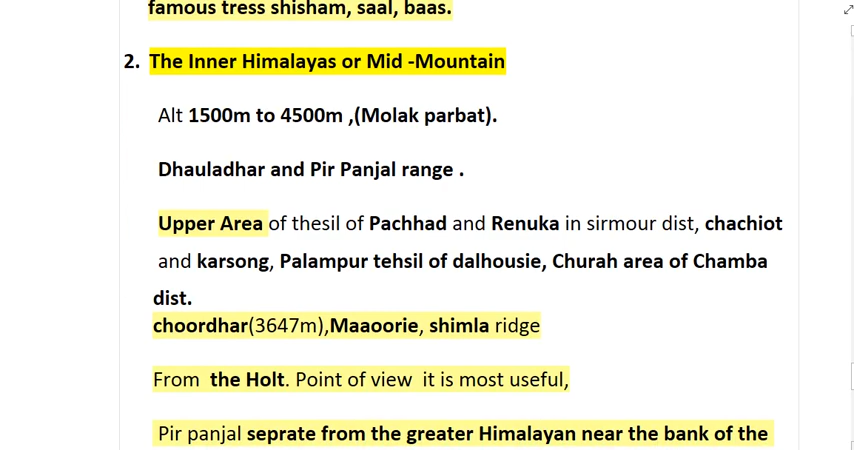 famous tress shisham, saal, baas.
2. The Inner Himalayas or Mid -Mountain
Alt 1500m to 4500m ,(Molak parbat).
Dhauladhar and Pir Panjal range .
Upper Area of thesil of Pachhad and Renuka in sirmour dist, chachiot
and karsong, Palampur tehsil of dalhousie, Churah area of Chamba
dist.
choordhar(3647m),Maaoorie, shimla ridge
From the Holt. Point of view it is most useful,
Pir panjal seprate from the greater Himalayan near the bank of the